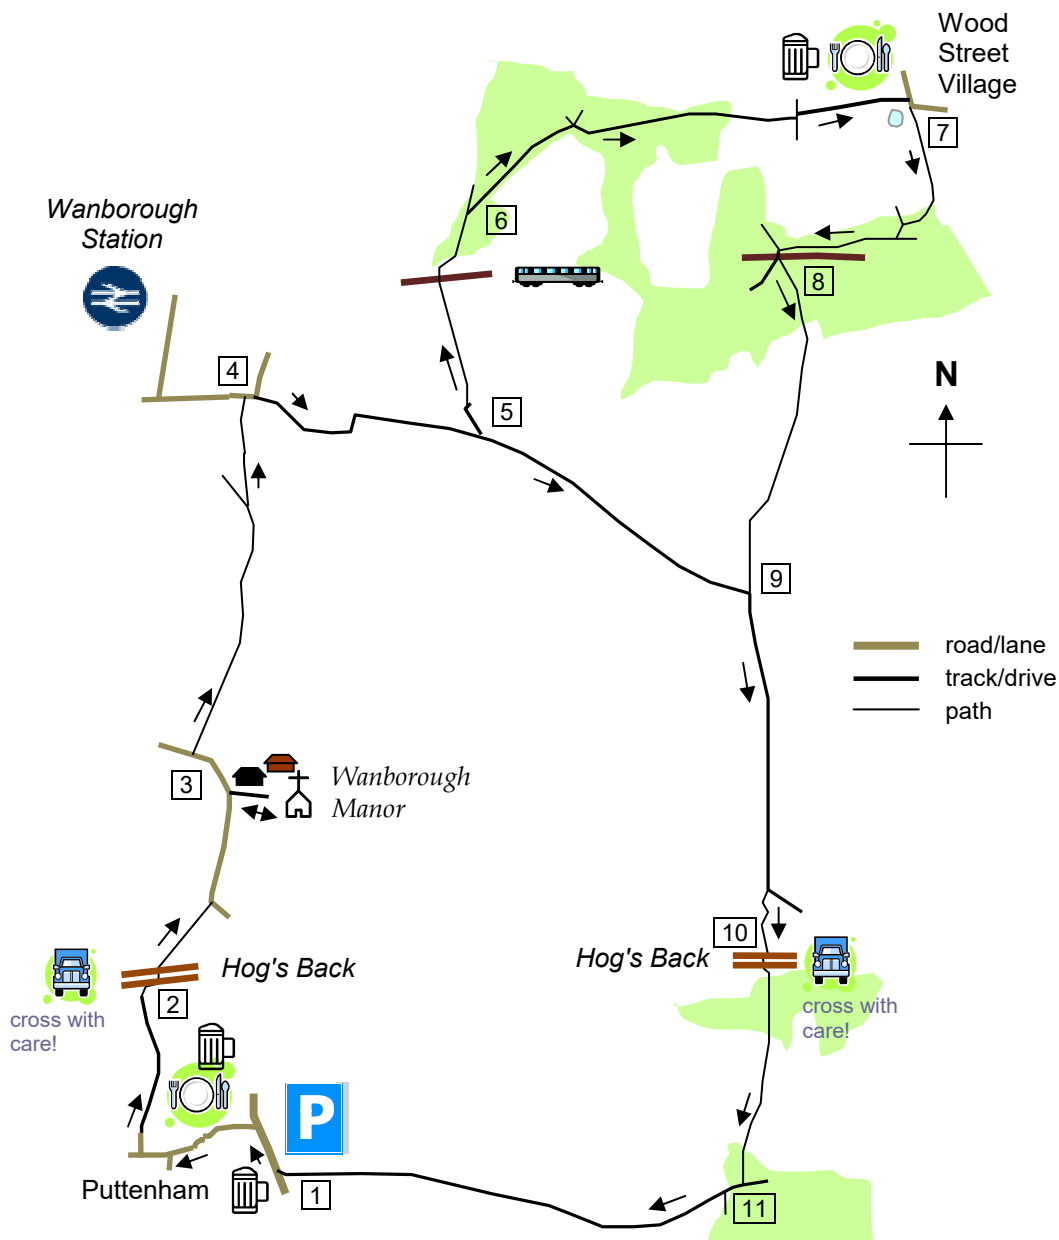 Wood
Street
Village
7
Wanborough
Station
6
8
4
N
5
9
road/lane
track/drive
path
3
Wanborough
Manor
10
Hog's Back
Hog's Back
2
cross with
care!
cross with
care!
P
Puttenham
1
11